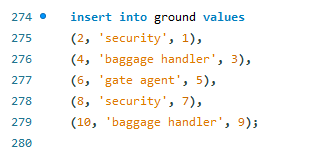 274 insert into ground values
275 (2, 'security', 1),
276 (4, 'baggage handler', 3),
277 (6, 'gate agent', 5),
278 (8, 'security', 7),
279 (10, 'baggage handler', 9);
280